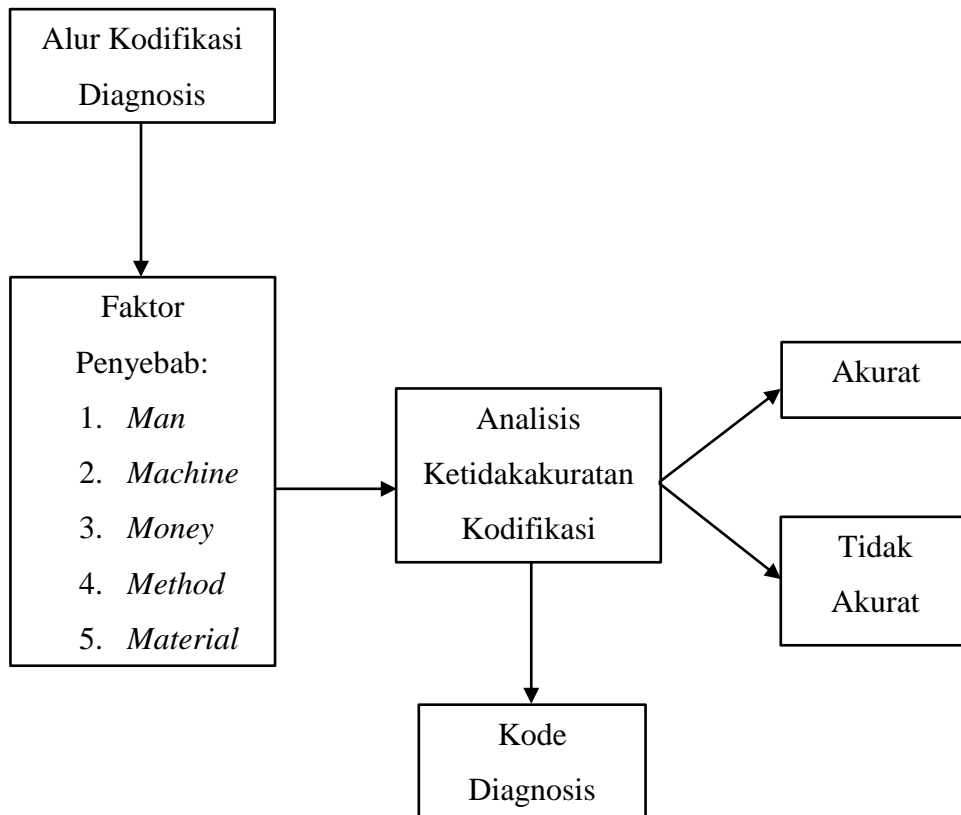 Alur Kodifikasi
Diagnosis
Faktor
Penyebab:
1. Man
2. Machine
3. Money
4. Method
5. Material
Analisis
Ketidakakuratan
Kodifikasi
Akurat
Tidak
Akurat
Kode
Diagnosis